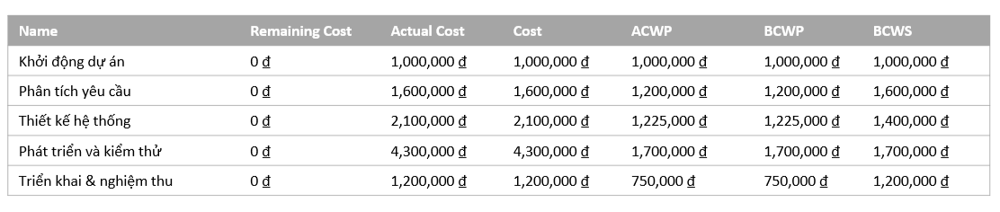 Name Remaining Cost Actual Cost Cost ACWP BCWP BCWS
Khởi động dự án 0 ₫ 1,000,000 ₫ 1,000,000 ₫ 1,000,000 ₫ 1,000,000 ₫ 1,000,000 ₫
Phân tích yêu cầu 0 ₫ 1,600,000 ₫ 1,600,000 ₫ 1,200,000 ₫ 1,200,000 ₫ 1,600,000 ₫
Thiết kế hệ thống 0 ₫ 2,100,000 ₫ 2,100,000 ₫ 1,225,000 ₫ 1,225,000 ₫ 1,400,000 ₫
Phát triển và kiểm thử 0 ₫ 4,300,000 ₫ 4,300,000 ₫ 1,700,000 ₫ 1,700,000 ₫ 1,700,000 ₫
Triển khai & nghiệm thu 0 ₫ 1,200,000 ₫ 1,200,000 ₫ 750,000 ₫ 750,000 ₫ 1,200,000 ₫